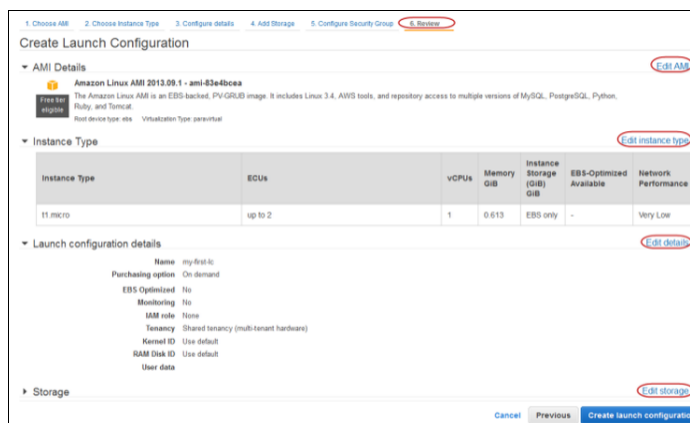 1. Choose AMI 2. Choose Instance Type 3. Configure details 4. Add Storage 5. Configure Security Group 6. Review
Create Launch Configuration
AMI Details Edit AMI
Amazon Linux AMI 2013.09.1 - ami-83e4bcea
Free tier eligible
The Amazon Linux AMI is an EBS-backed, PV-GRUB image. It includes Linux 3.4, AWS tools, and repository access to multiple versions of MySQL, PostgreSQL, Python,
Ruby, and Tomcat.
Root device type: ebs Virtualization Type: paravirtual
Instance Type Edit instance type
Instance Type ECUs vCPUs Memory GiB Instance Storage (GiB) GiB EBS-Optimized Available Network Performance
t1.micro up to 2 1 0.613 EBS only - Very Low
Launch configuration details Edit details
Name my-first-lc
Purchasing option On demand
EBS Optimized No
Monitoring No
IAM role None
Tenancy Shared tenancy (multi-tenant hardware)
Kernel ID Use default
RAM Disk ID Use default
User data
Storage Edit storage
Cancel Previous Create launch configuratio